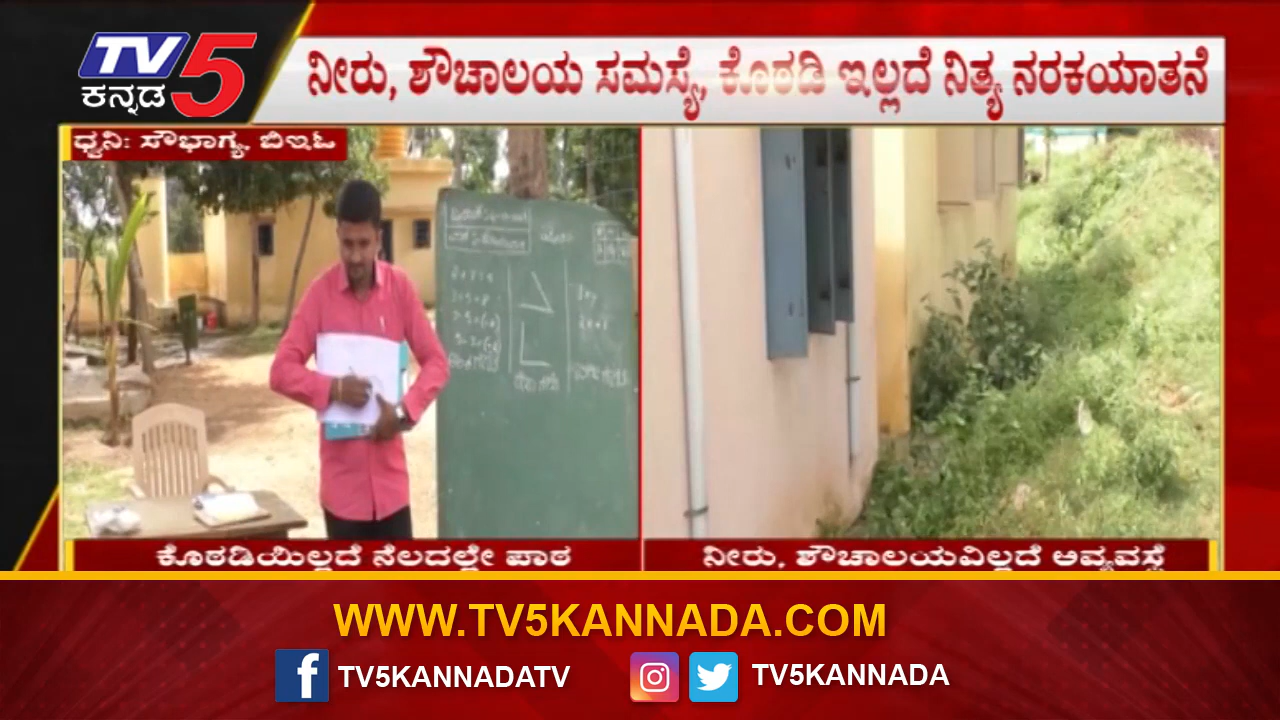 TV5
ಕನ್ನಡ
ನೀರು, ಶೌಚಾಲಯ ಸಮಸ್ಯೆ, ಕೊಠಡಿ ಇಲ್ಲದೆ ನಿತ್ಯ ನರಕಯಾತನೆ
ಧ್ವನಿ: ಸೌಭಾಗ್ಯ, ಬಿಇಓ
ಕೊಠಡಿಯಿಲ್ಲದೆ ನೆಲದಲ್ಲೇ ಪಾಠ
ನೀರು, ಶೌಚಾಲಯವಿಲ್ಲದೆ ಅವ್ಯವಸ್ಥೆ
WWW.TV5KANNADA.COM
TV5KANNADATV
TV5KANNADA